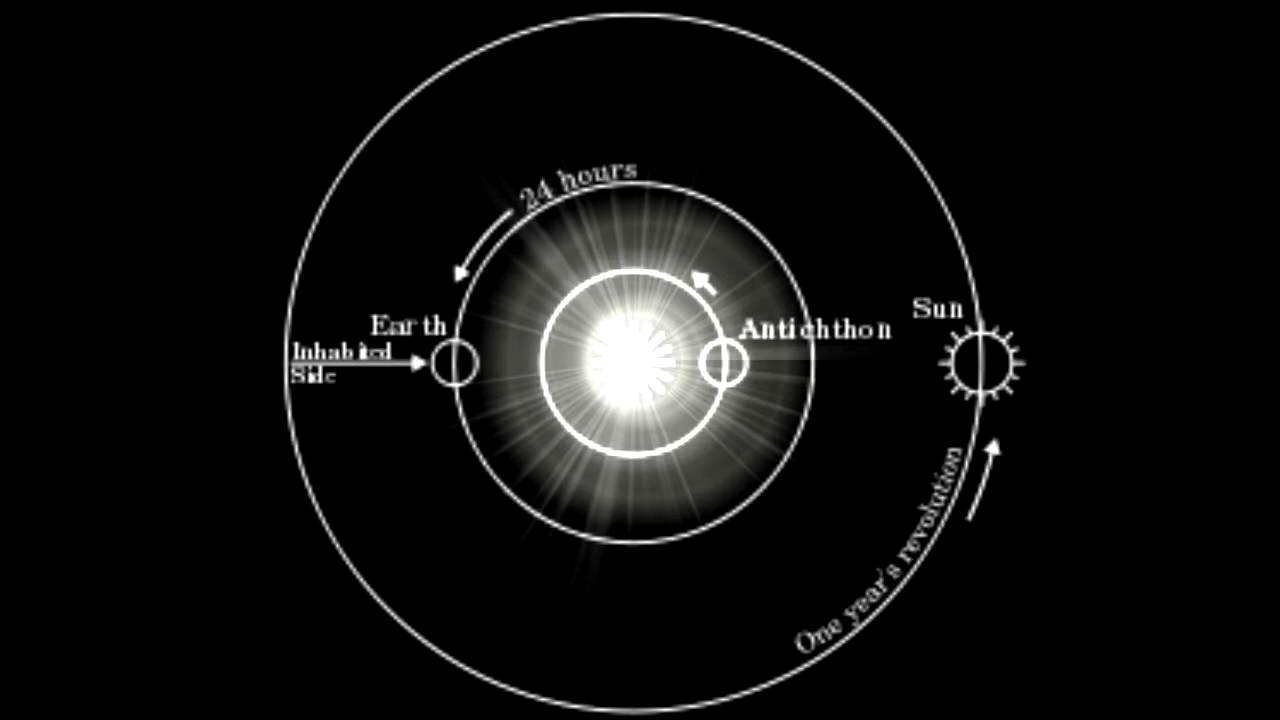 24 hours
Sun
Earth
Antichthon
Inhabited
Side
One year's revolution